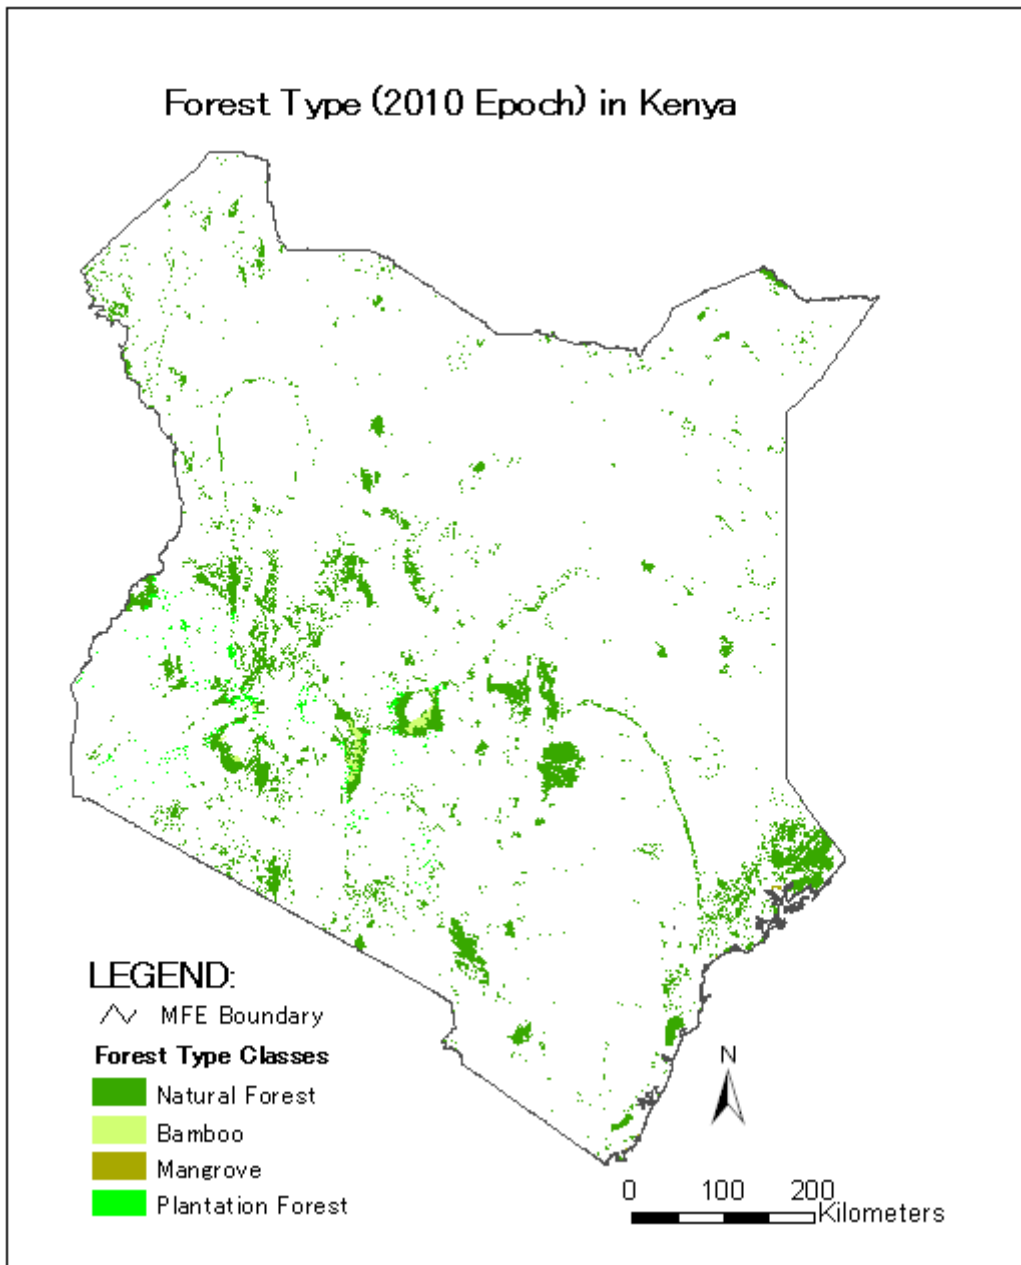 Forest Type (2010 Epoch) in Kenya
LEGEND:
MFE Boundary
Forest Type Classes
Natural Forest
Bamboo
Mangrove
Plantation Forest
N
0 100 200
Kilometers